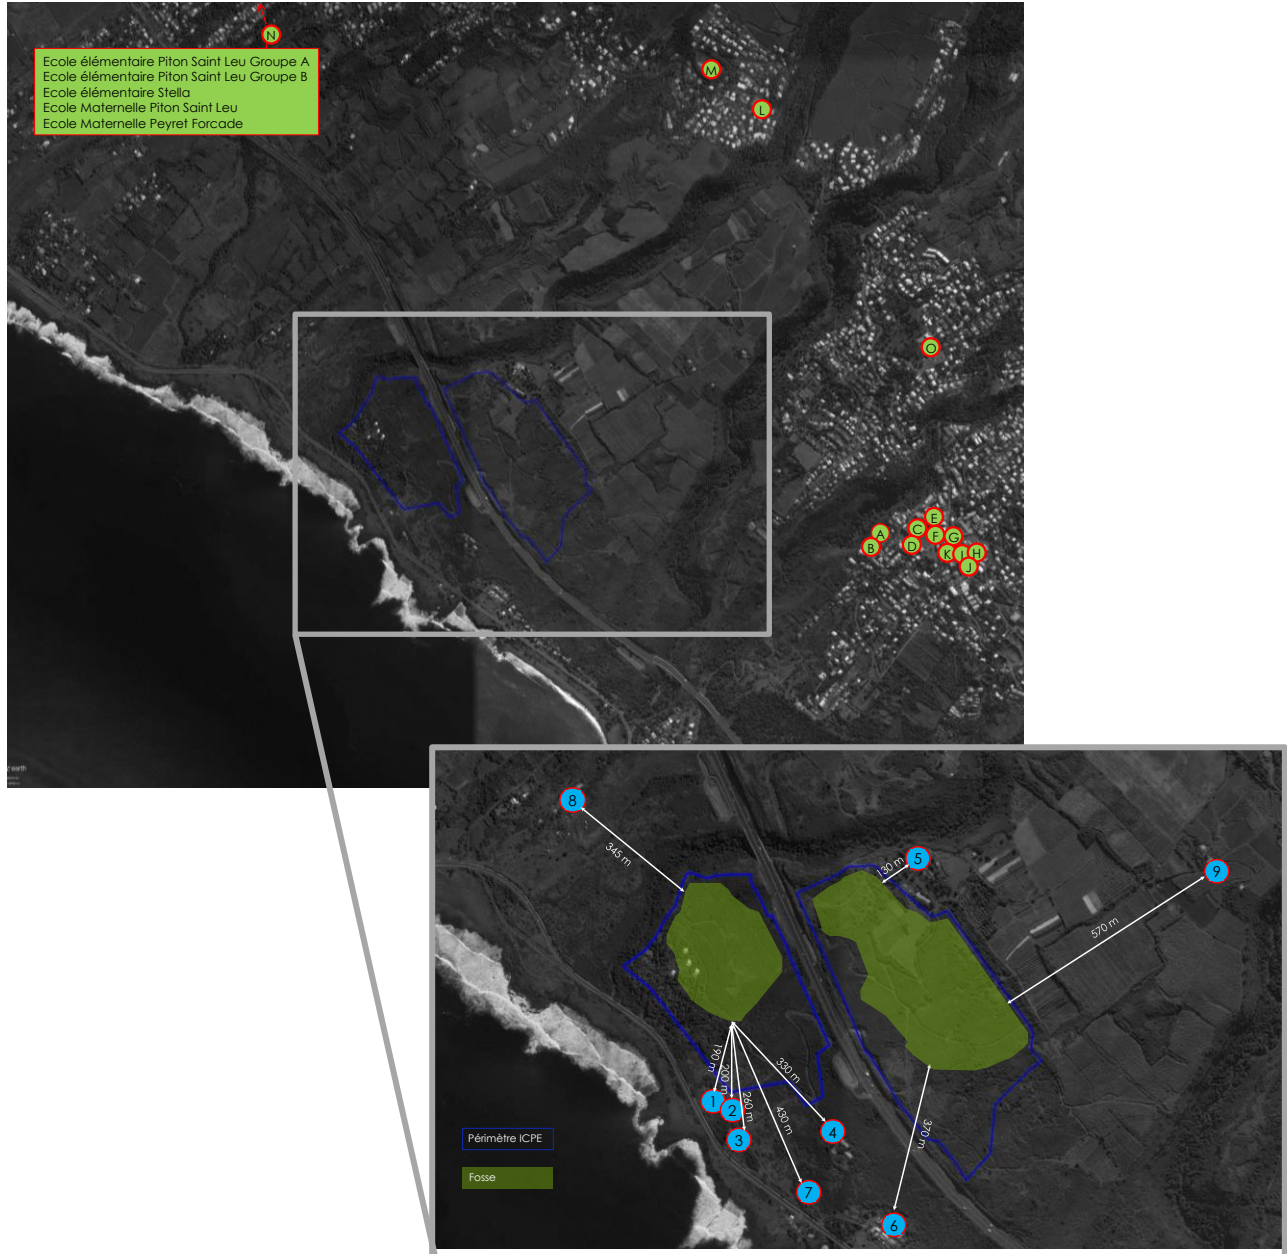 N
M
Ecole élémentaire Piton Saint Leu Groupe A
Ecole élémentaire Piton Saint Leu Groupe B
Ecole élémentaire Stella
Ecole Maternelle Piton Saint Leu
Ecole Maternelle Peyret Forcade
L
O
E
C
A
F
G
D
B
K
I
H
J
earth
8
345 m
130 m
5
9
570 m
190 m
200 m
260 m
330 m
430 m
370 m
1
2
3
4
7
6
Périmètre ICPE
Fosse